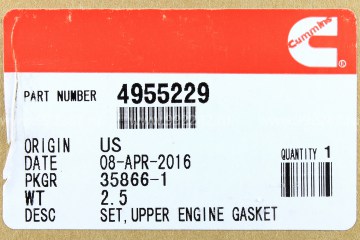 Cummins
PART NUMBER 4955229
ORIGIN US
DATE 08-APR-2016
QUANTITY 1
PKGR 35866-1
WT 2.5
DESC SET, UPPER ENGINE GASKET